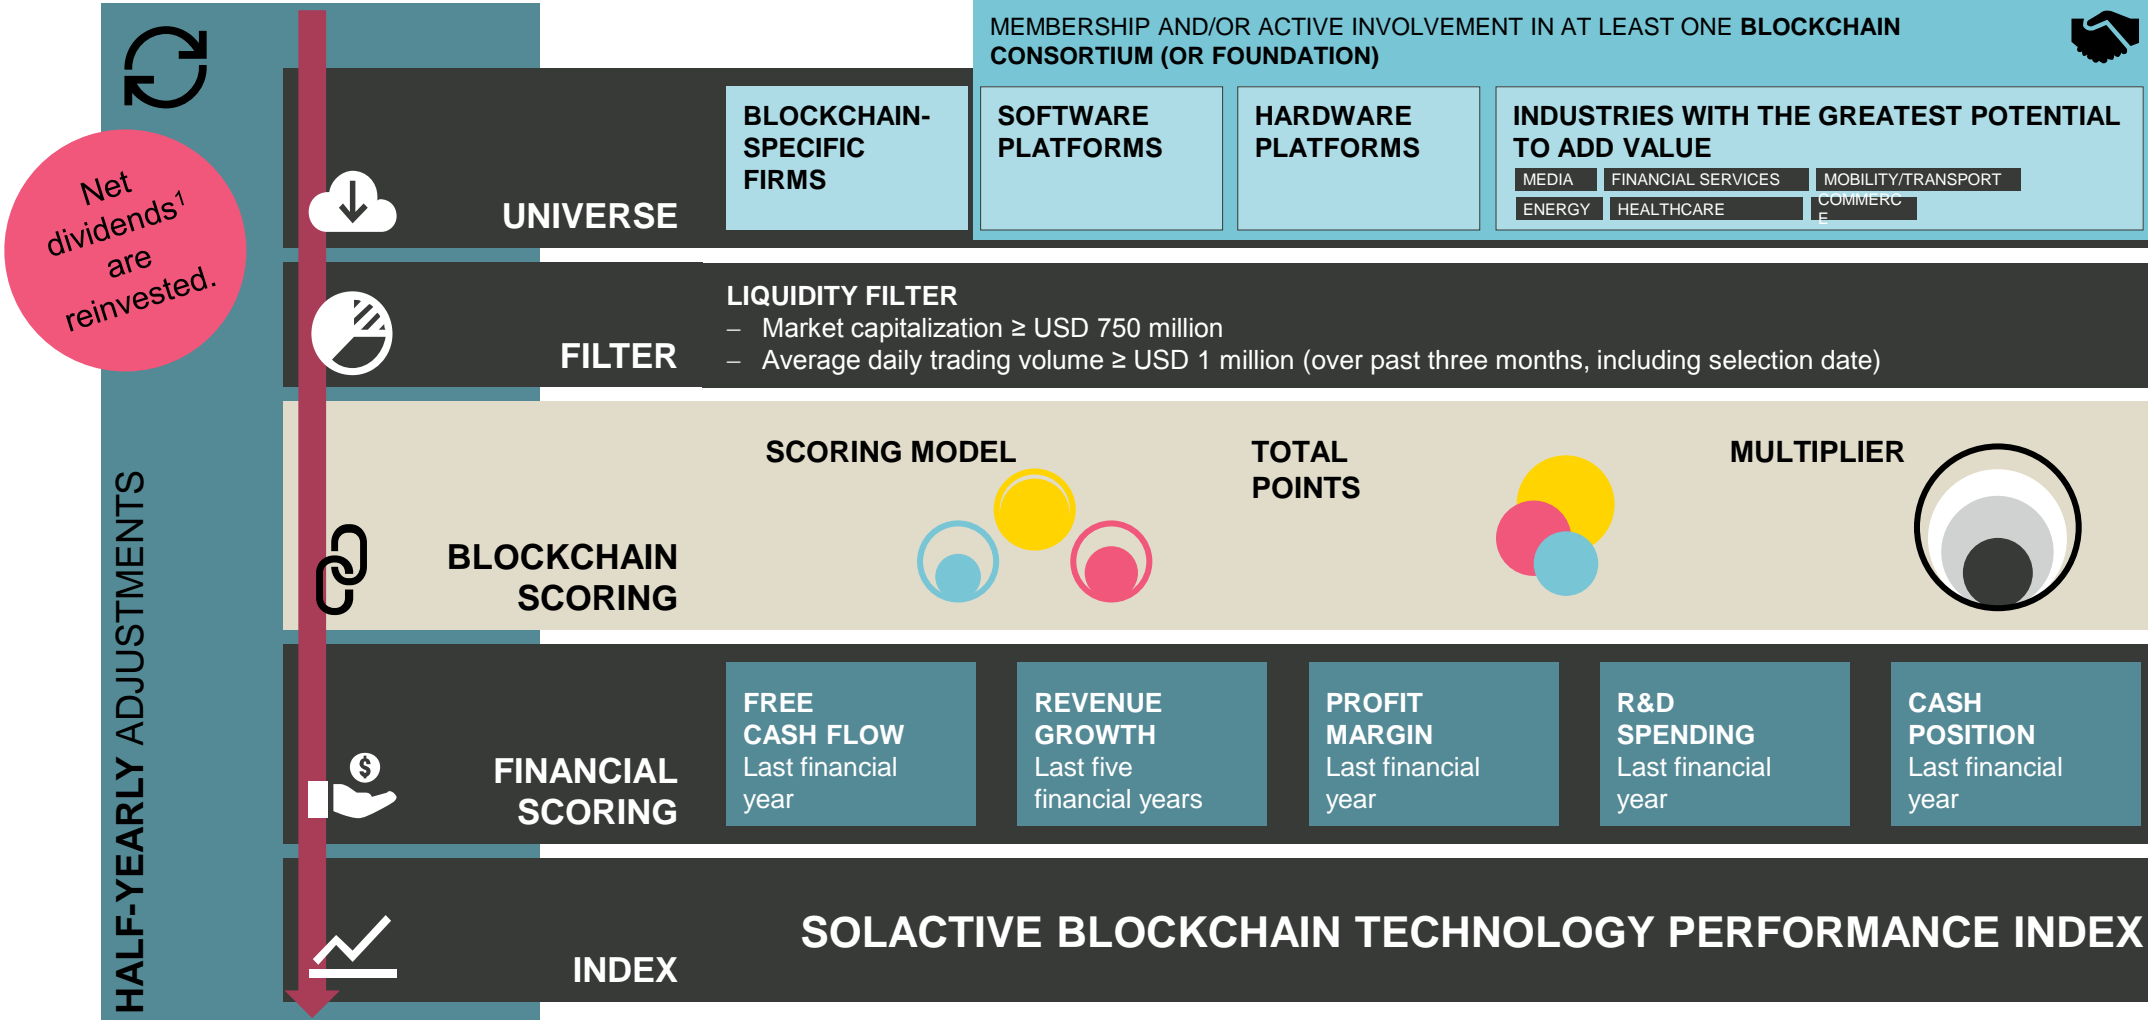 MEMBERSHIP AND/OR ACTIVE INVOLVEMENT IN AT LEAST ONE BLOCKCHAIN
CONSORTIUM (OR FOUNDATION)
Net
dividends¹
are
reinvested.
HALF-YEARLY ADJUSTMENTS
UNIVERSE
BLOCKCHAIN-
SPECIFIC
FIRMS
SOFTWARE
PLATFORMS
HARDWARE
PLATFORMS
INDUSTRIES WITH THE GREATEST POTENTIAL
TO ADD VALUE
MEDIA
FINANCIAL SERVICES
MOBILITY/TRANSPORT
ENERGY
HEALTHCARE
COMMERC
E
FILTER
LIQUIDITY FILTER
– Market capitalization ≥ USD 750 million
– Average daily trading volume ≥ USD 1 million (over past three months, including selection date)
BLOCKCHAIN
SCORING
SCORING MODEL
TOTAL
POINTS
MULTIPLIER
FINANCIAL
SCORING
$
FREE
CASH FLOW
Last financial
year
REVENUE
GROWTH
Last five
financial years
PROFIT
MARGIN
Last financial
year
R&D
SPENDING
Last financial
year
CASH
POSITION
Last financial
year
INDEX
SOLACTIVE BLOCKCHAIN TECHNOLOGY PERFORMANCE INDEX